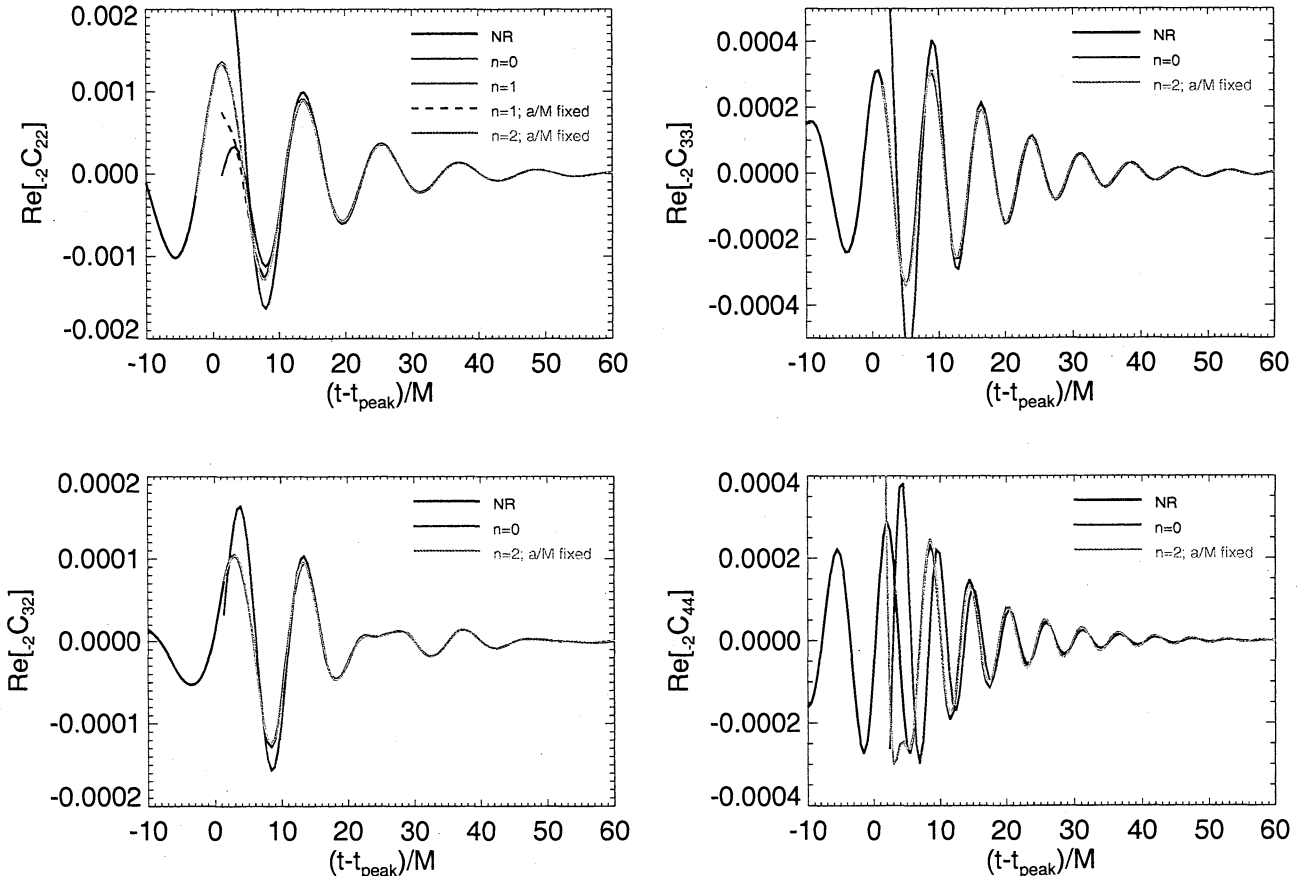 0.002
0.001
0.000
-0.001
-0.002
-10 0 10 20 30 40 50 60
Re[-2C22]
(t-tpeak)/M
NR
n=0
n=1
n=1; a/M fixed
n=2; a/M fixed
0.0004
0.0002
0.0000
-0.0002
-0.0004
-10 0 10 20 30 40 50 60
Re[-2C33]
(t-tpeak)/M
NR
n=0
n=2; a/M fixed
0.0002
0.0001
0.0000
-0.0001
-0.0002
-10 0 10 20 30 40 50 60
Re[-2C32]
(t-tpeak)/M
NR
n=0
n=2; a/M fixed
0.0004
0.0002
0.0000
-0.0002
-0.0004
-10 0 10 20 30 40 50 60
Re[-2C44]
(t-tpeak)/M
NR
n=0
n=2; a/M fixed